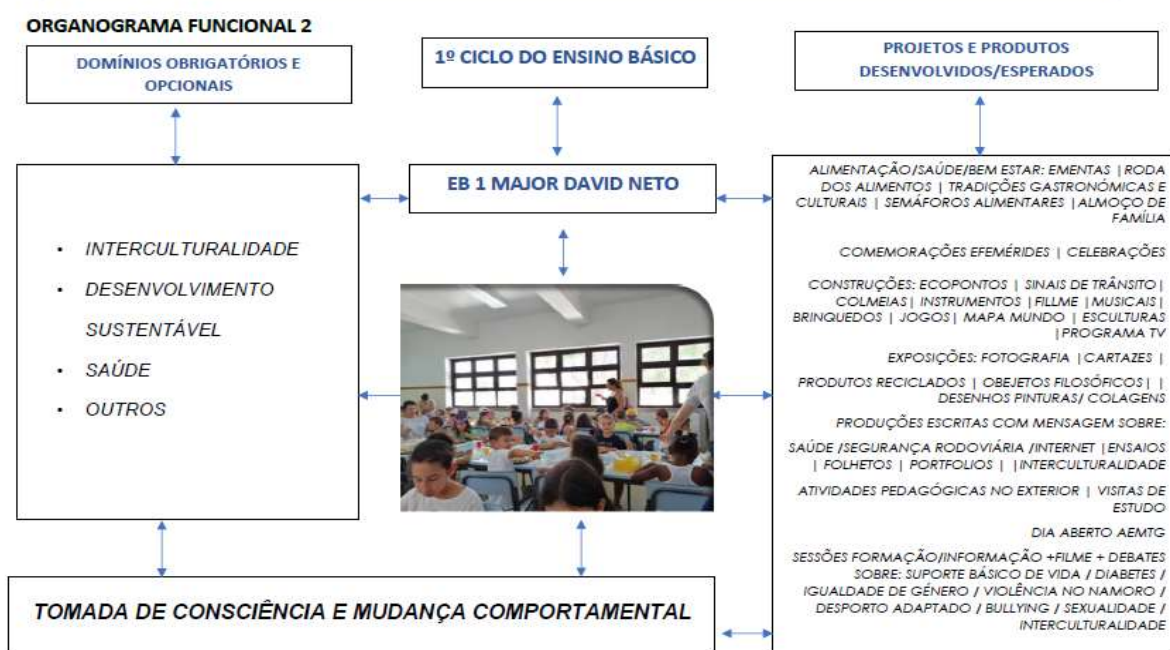 ORGANOGRAMA FUNCIONAL 2
DOMÍNIOS OBRIGATÓRIOS E
OPCIONAIS
1º CICLO DO ENSINO BÁSICO
PROJETOS E PRODUTOS
DESENVOLVIDOS/ESPERADOS
EB 1 MAJOR DAVID NETO
• INTERCULTURALIDADE
• DESENVOLVIMENTO
SUSTENTÁVEL
• SAÚDE
• OUTROS
ALIMENTAÇÃO/SAÚDE/BEM ESTAR: EMENTAS |RODA
DOS ALIMENTOS | TRADIÇÕES GASTRONÓMICAS E
CULTURAIS | SEMÁFOROS ALIMENTARES |ALMOÇO DE
FAMÍLIA
COMEMORAÇÕES EFEMÉRIDES | CELEBRAÇÕES
CONSTRUÇÕES: ECOPONTOS | SINAIS DE TRÂNSITO|
COLMEIAS| INSTRUMENTOS |FILLME |MUSICAIS|
BRINQUEDOS | JOGOS| MAPA MUNDO | ESCULTURAS
|PROGRAMA TV
EXPOSIÇÕES: FOTOGRAFIA |CARTAZES |
PRODUTOS RECICLADOS | OBEJETOS FILOSÓFICOS| |
DESENHOS PINTURAS/ COLAGENS
PRODUÇÕES ESCRITAS COM MENSAGEM SOBRE:
SAÚDE /SEGURANÇA RODOVIÁRIA /INTERNET |ENSAIOS
| FOLHETOS | PORTFOLIOS | |INTERCULTURALIDADE
ATIVIDADES PEDAGÓGICAS NO EXTERIOR | VISITAS DE
ESTUDO
DIA ABERTO AEMTG
SESSÕES FORMAÇÃO/INFORMAÇÃO +FILME + DEBATES
SOBRE: SUPORTE BÁSICO DE VIDA / DIABETES /
IGUALDADE DE GÉNERO / VIOLÊNCIA NO NAMORO /
DESPORTO ADAPTADO / BULLYING / SEXUALIDADE /
INTERCULTURALIDADE
TOMADA DE CONSCIÊNCIA E MUDANÇA COMPORTAMENTAL